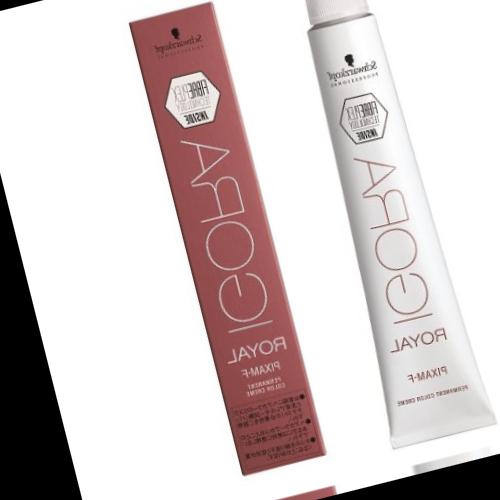 Schwarzkopf
PROFESSIONAL
FIBREPLEX
TECHNOLOGY
INSIDE
IGORA
ROYAL
PIXAM-F
PERMANENT
COLOR CREME
Schwarzkopf
PROFESSIONAL
FIBREPLEX
TECHNOLOGY
INSIDE
IGORA
ROYAL
PIXAM-F
PERMANENT COLOR CREME